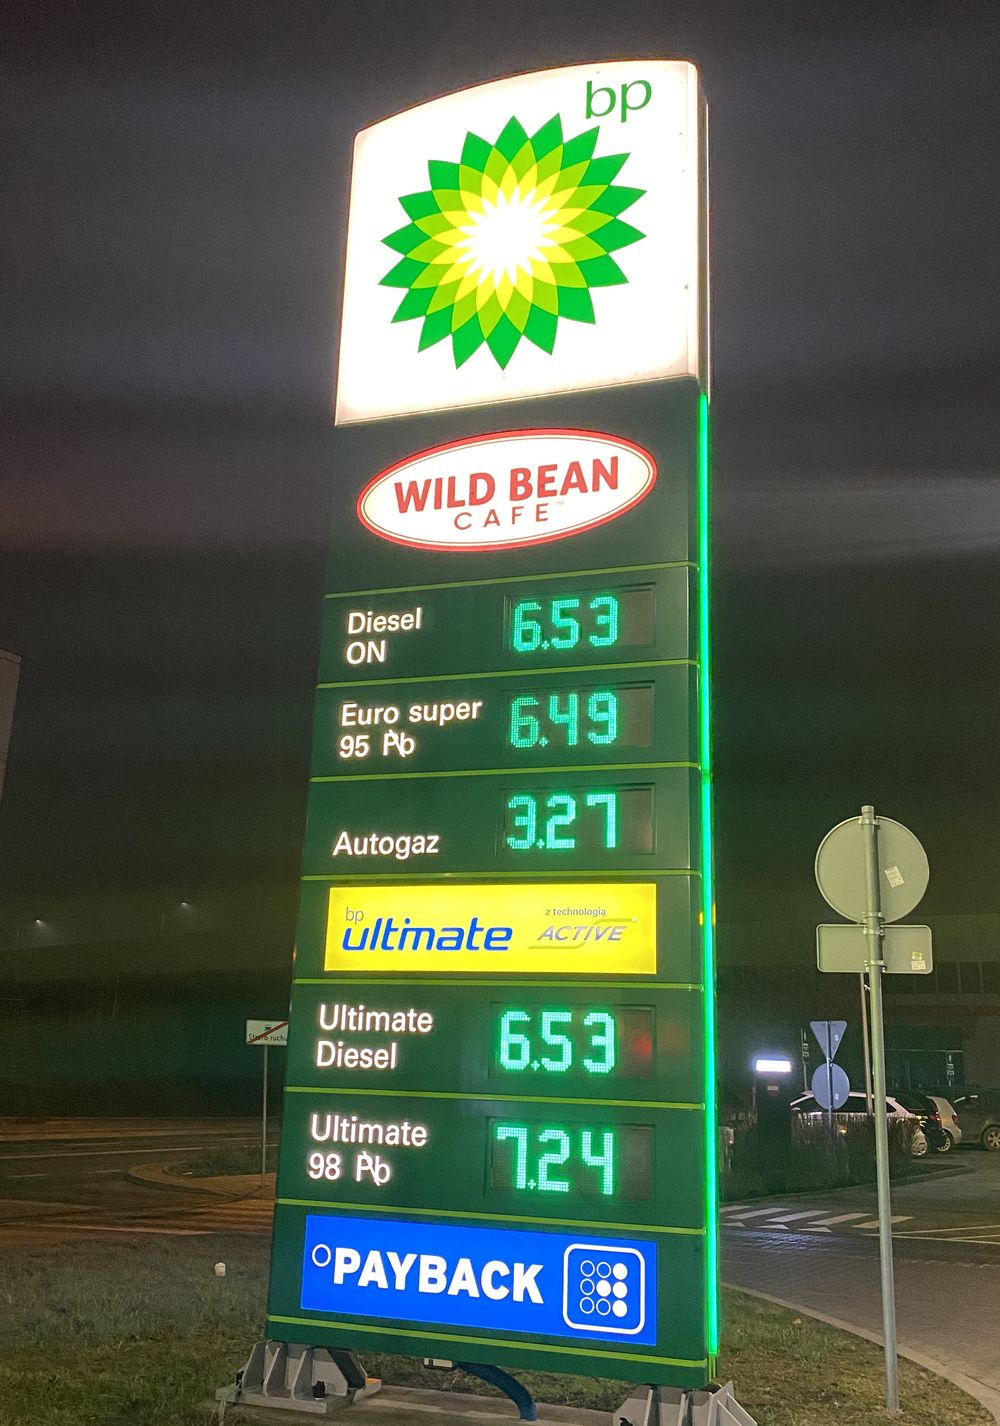 bp
WILD BEAN
CAFE™
Diesel
ON
6.53
Euro super
95 Pb
6.49
Autogaz
3.27
bp
ultimate
z technologią
ACTIVE
Ultimate
Diesel
6.53
Ultimate
98 Pb
7.24
PAYBACK